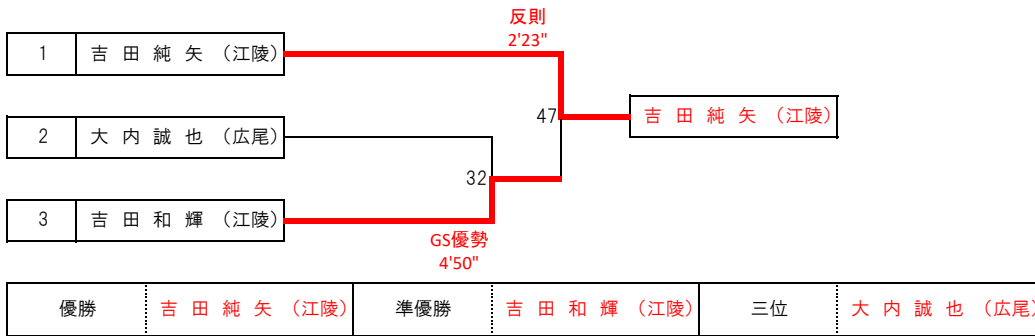 反則
2'23"
1 吉田純矢(江陵)
47 吉田純矢(江陵)
2 大内誠也(広尾)
32
3 吉田和輝(江陵)
GS優勢
4'50"
優勝 吉田純矢(江陵) 準優勝 吉田和輝(江陵) 三位 大内誠也(広尾)